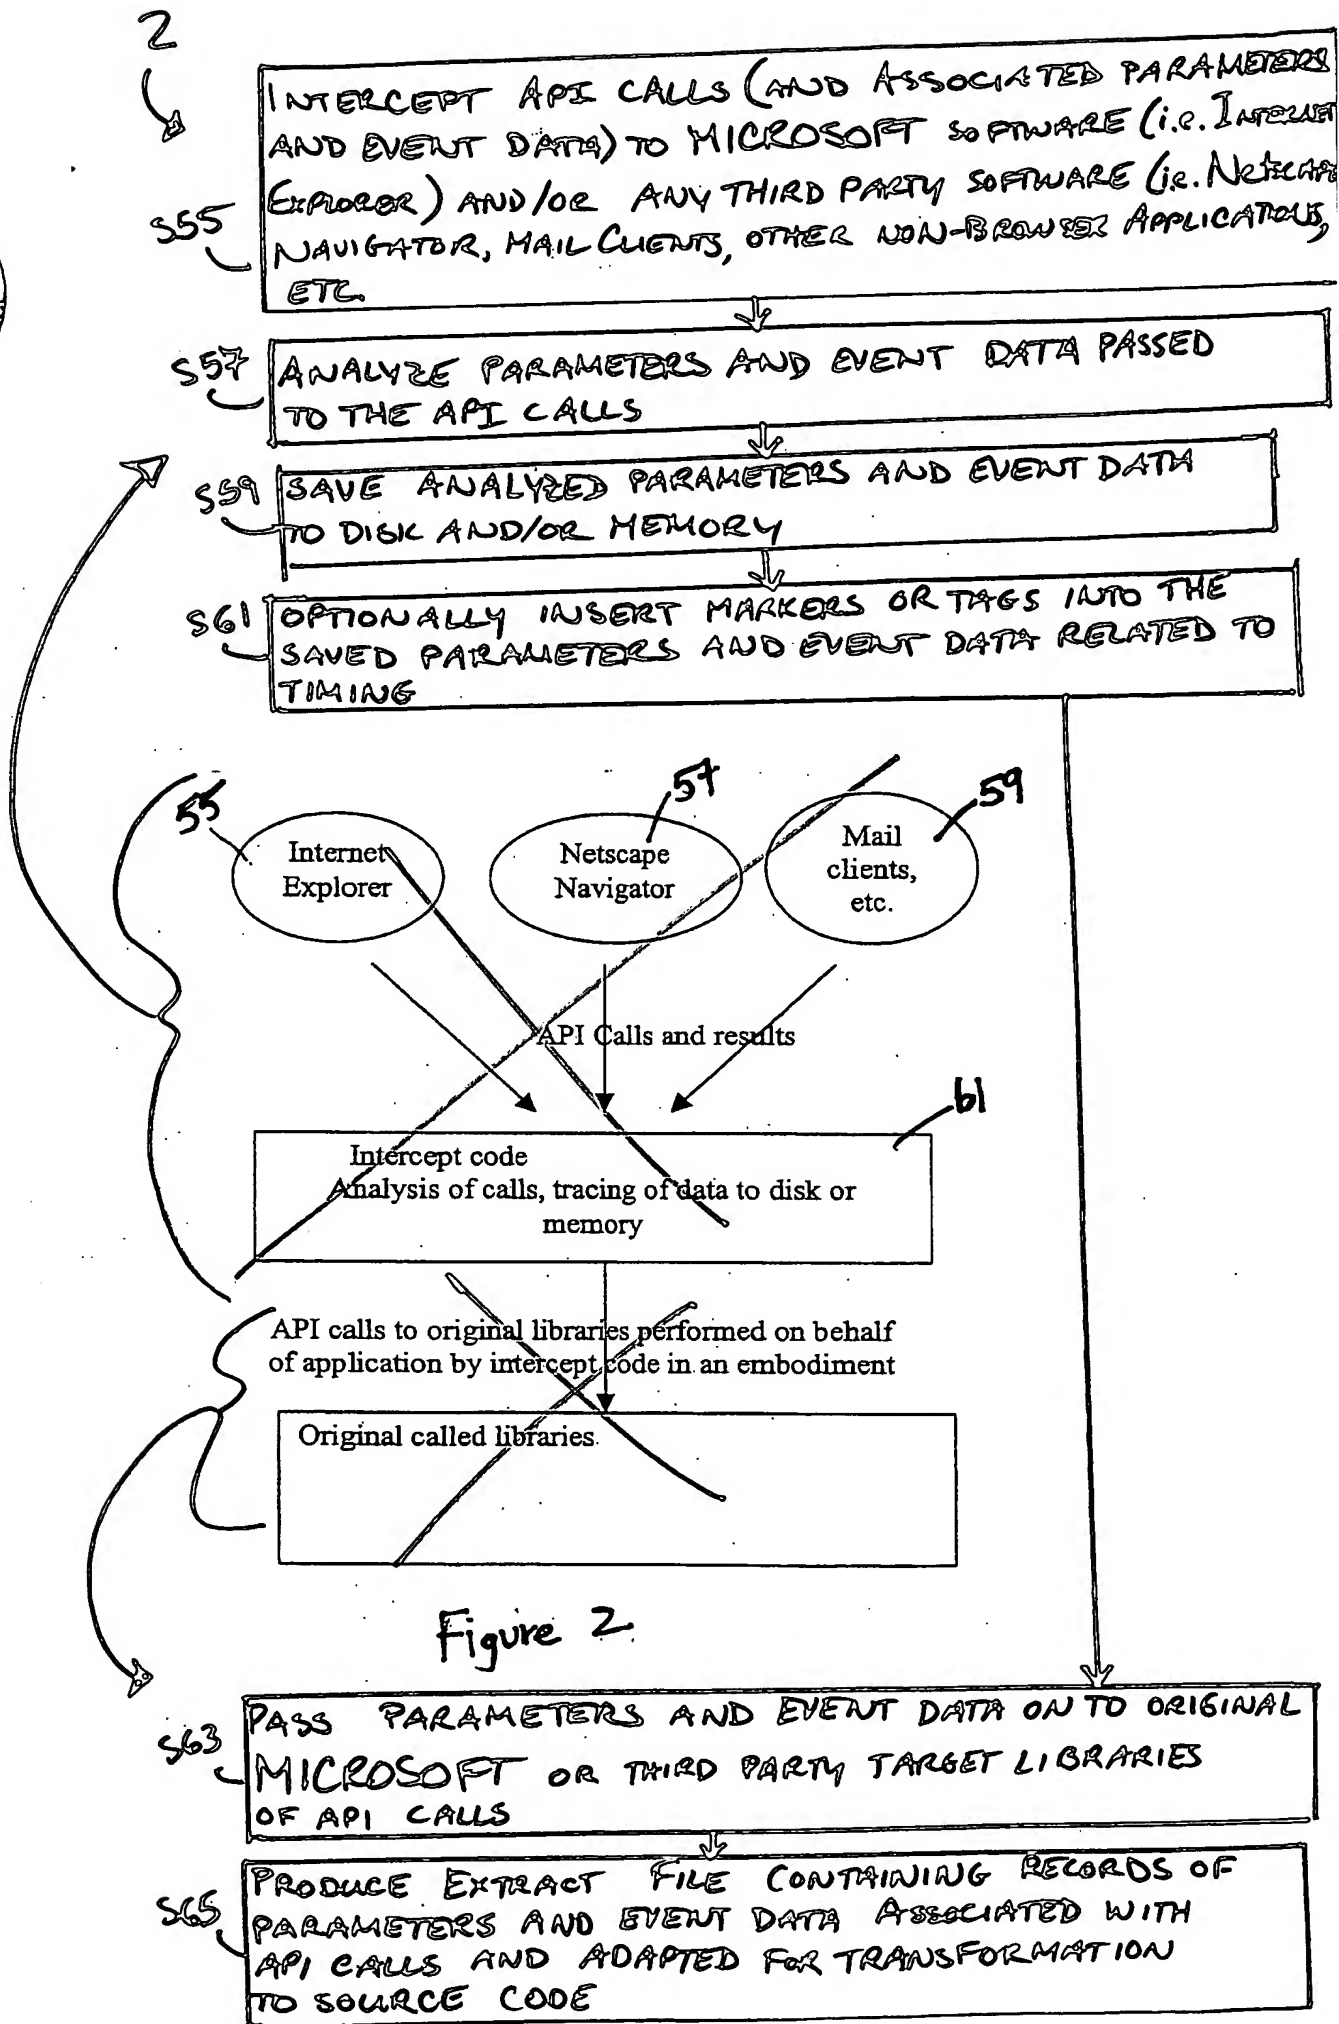 2
INTERCEPT API CALLS (AND ASSOCIATED PARAMETERS
AND EVENT DATA) TO MICROSOFT SOFTWARE (i.e. INTERNET
EXPLORER) AND/OR ANY THIRD PARTY SOFTWARE (i.e. NETSCAPE
S55
NAVIGATOR, MAIL CLIENTS, OTHER NON-BROWSER APPLICATIONS,
ETC.
S57
ANALYZE PARAMETERS AND EVENT DATA PASSED
TO THE API CALLS
S59
SAVE ANALYZED PARAMETERS AND EVENT DATA
TO DISK AND/OR MEMORY
S61
OPTIONALLY INSERT MARKERS OR TAGS INTO THE
SAVED PARAMETERS AND EVENT DATA RELATED TO
TIMING
55
57
59
Internet
Explorer
Netscape
Navigator
Mail
clients,
etc.
API Calls and results
61
Intercept code
Analysis of calls, tracing of data to disk or
memory
API calls to original libraries performed on behalf
of application by intercept code in an embodiment
Original called libraries.
Figure 2.
S63
PASS PARAMETERS AND EVENT DATA ON TO ORIGINAL
MICROSOFT OR THIRD PARTY TARGET LIBRARIES
OF API CALLS
S65
PRODUCE EXTRACT FILE CONTAINING RECORDS OF
PARAMETERS AND EVENT DATA ASSOCIATED WITH
API CALLS AND ADAPTED FOR TRANSFORMATION
TO SOURCE CODE